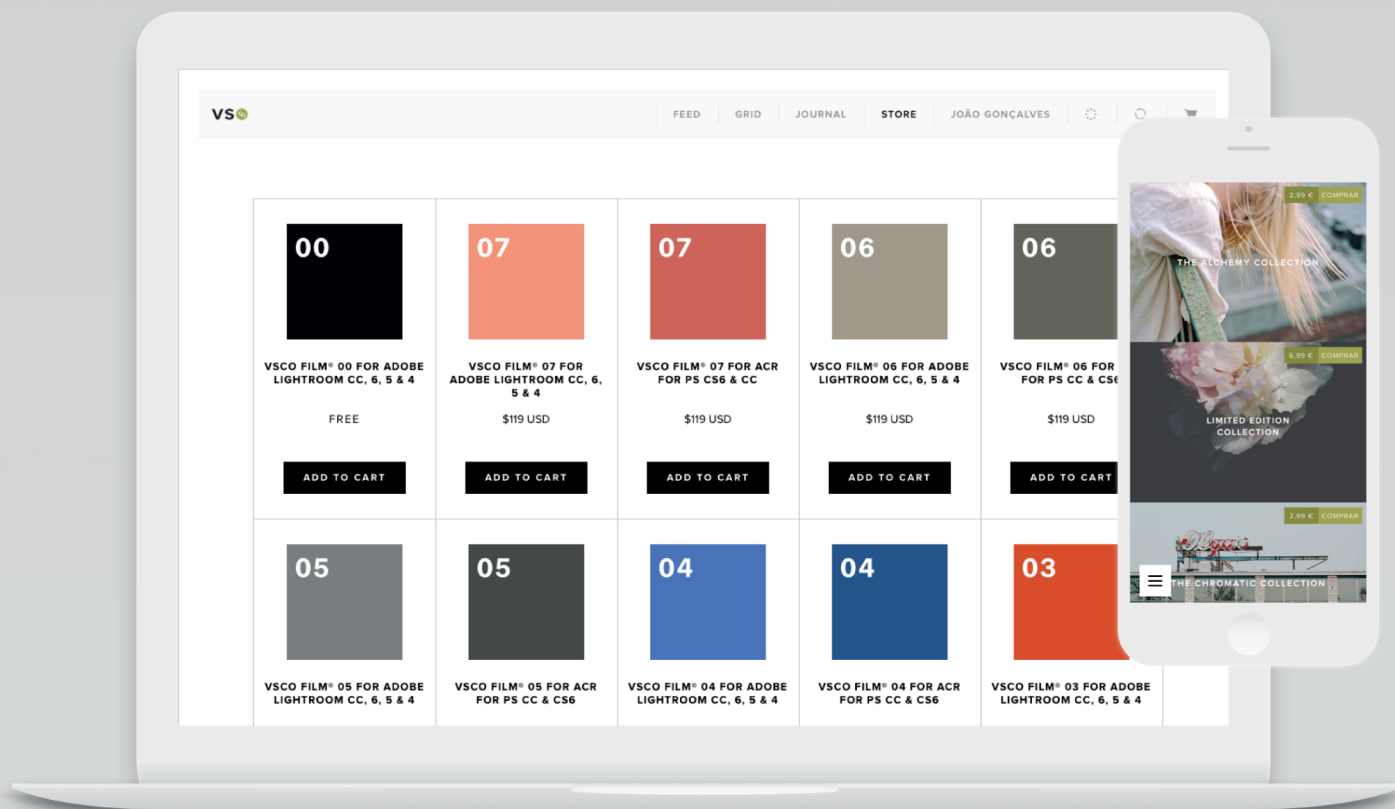 VSCO
FEED
GRID
JOURNAL
STORE
JOÃO GONÇALVES
00
07
07
06
06
VSCO FILM® 00 FOR ADOBE
LIGHTROOM CC, 6, 5 & 4
VSCO FILM® 07 FOR
ADOBE LIGHTROOM CC, 6,
5 & 4
VSCO FILM® 07 FOR ACR
FOR PS CS6 & CC
VSCO FILM® 06 FOR ADOBE
LIGHTROOM CC, 6, 5 & 4
VSCO FILM® 06 FOR
FOR PS CC & CS6
FREE
$119 USD
$119 USD
$119 USD
$119 USD
ADD TO CART
ADD TO CART
ADD TO CART
ADD TO CART
ADD TO CART
05
05
04
04
03
VSCO FILM® 05 FOR ADOBE
LIGHTROOM CC, 6, 5 & 4
VSCO FILM® 05 FOR ACR
FOR PS CC & CS6
VSCO FILM® 04 FOR ADOBE
LIGHTROOM CC, 6, 5 & 4
VSCO FILM® 04 FOR ACR
FOR PS CC & CS6
VSCO FILM® 03 FOR ADOBE
LIGHTROOM CC, 6, 5 & 4
2,99 € COMPRAR
THE ALCHEMY COLLECTION
6,99 € COMPRAR
LIMITED EDITION
COLLECTION
2,99 € COMPRAR
THE CHROMATIC COLLECTION